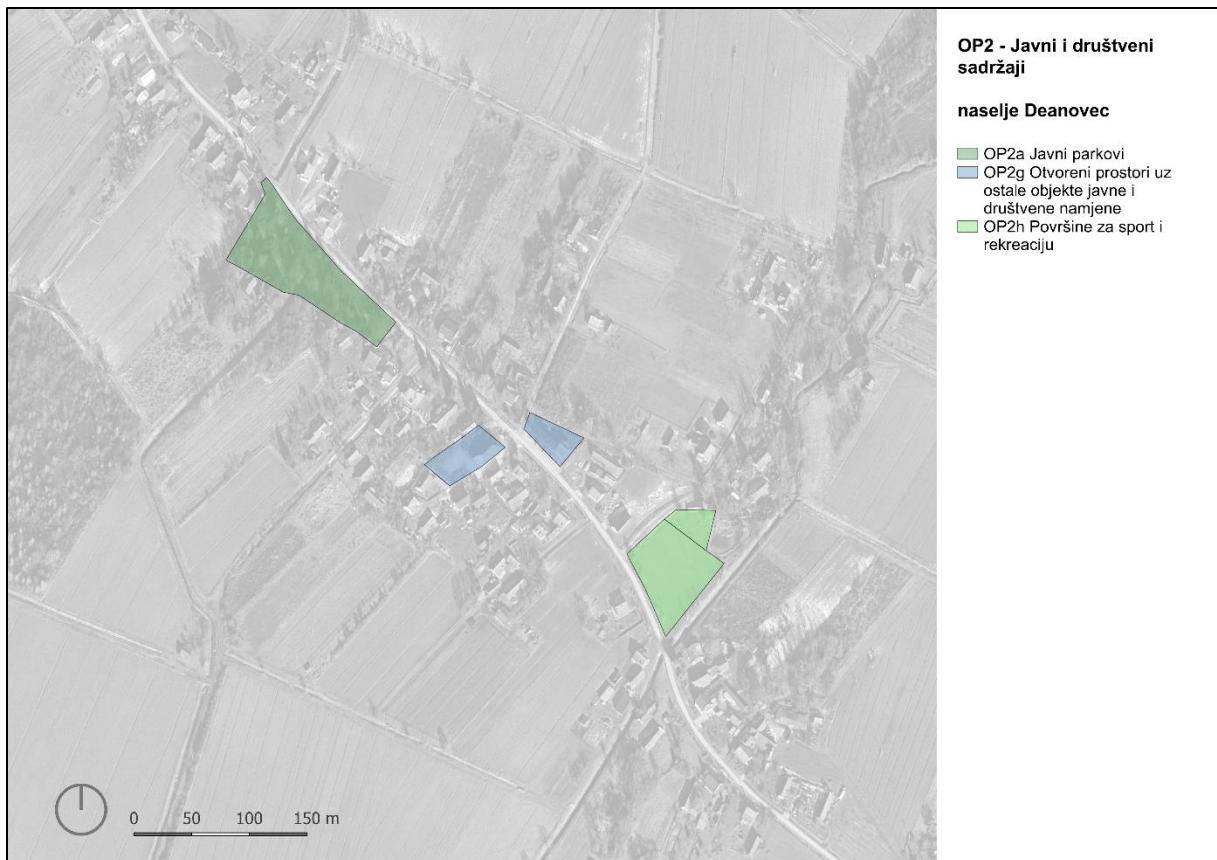 OP2 - Javni i društveni
sadržaji
naselje Deanovec
OP2a Javni parkovi
OP2g Otvoreni prostori uz
ostale objekte javne i
društvene namjene
OP2h Površine za sport i
rekreaciju
0 50 100 150 m